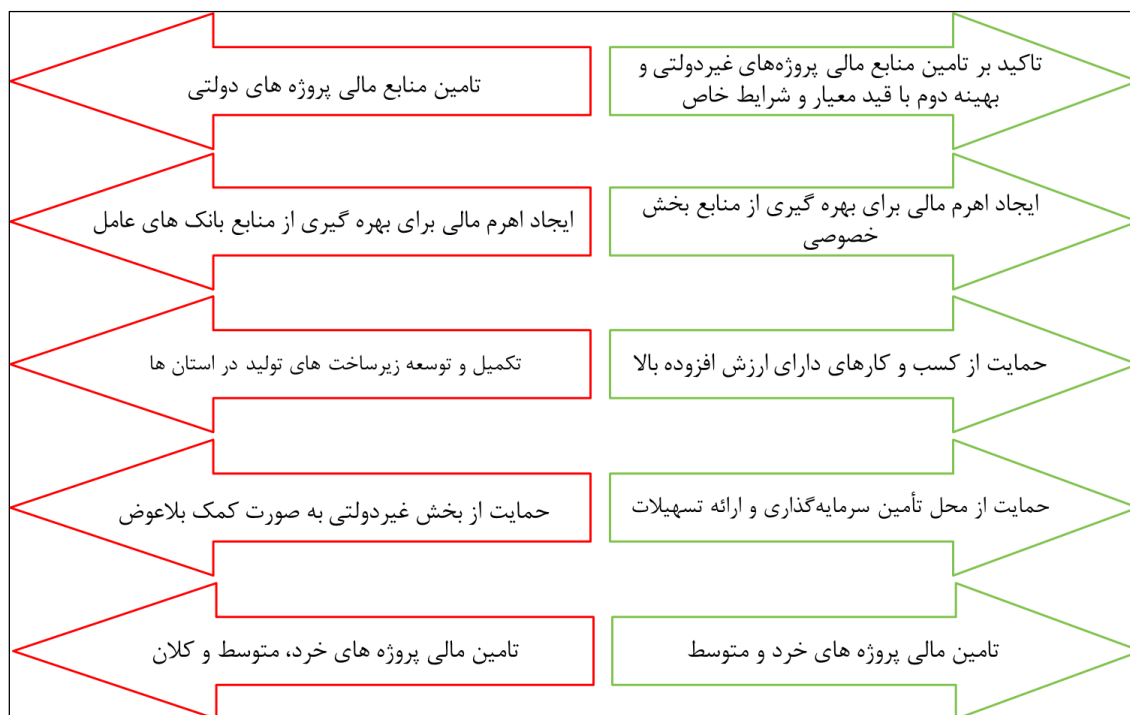 تاکید بر تامین منابع مالی پروژه‌های غیردولتی و
بهینه دوم با قید معیار و شرایط خاص
تامین منابع مالی پروژه های دولتی
ایجاد اهرم مالی برای بهره گیری از منابع بخش
خصوصی
ایجاد اهرم مالی برای بهره گیری از منابع بانک های عامل
حمایت از کسب و کارهای دارای ارزش افزوده بالا
تکمیل و توسعه زیرساخت های تولید در استان ها
حمایت از محل تأمین سرمایه‌گذاری و ارائه تسهیلات
حمایت از بخش غیردولتی به صورت کمک بلاعوض
تامین مالی پروژه های خرد و متوسط
تامین مالی پروژه های خرد، متوسط و کلان